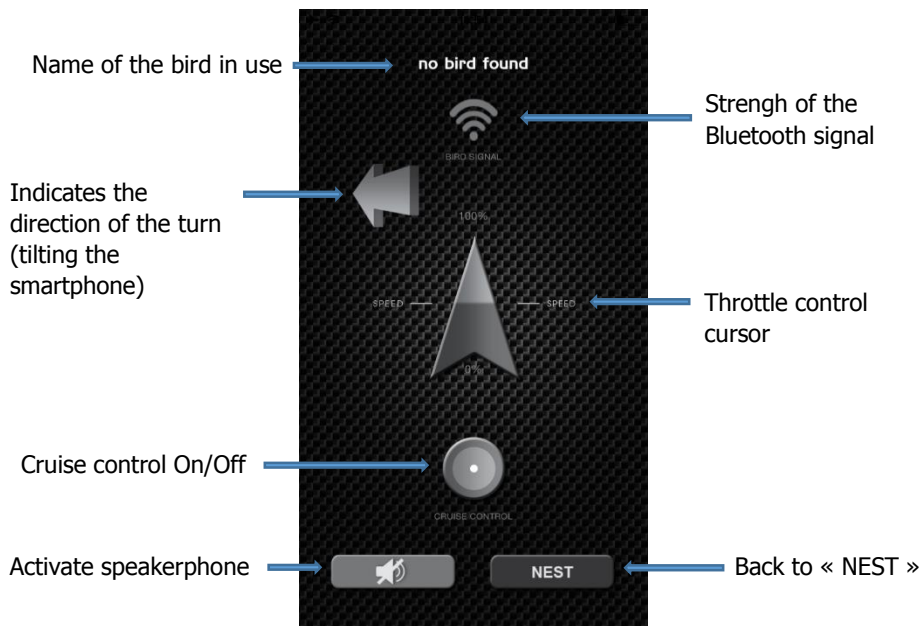 Name of the bird in use
no bird found
Strengh of the
Bluetooth signal
BIRD SIGNAL
Indicates the
direction of the turn
(tilting the
smartphone)
100%
SPEED
SPEED
Throttle control
cursor
0%
Cruise control On/Off
CRUISE CONTROL
Activate speakerphone
NEST
Back to « NEST »